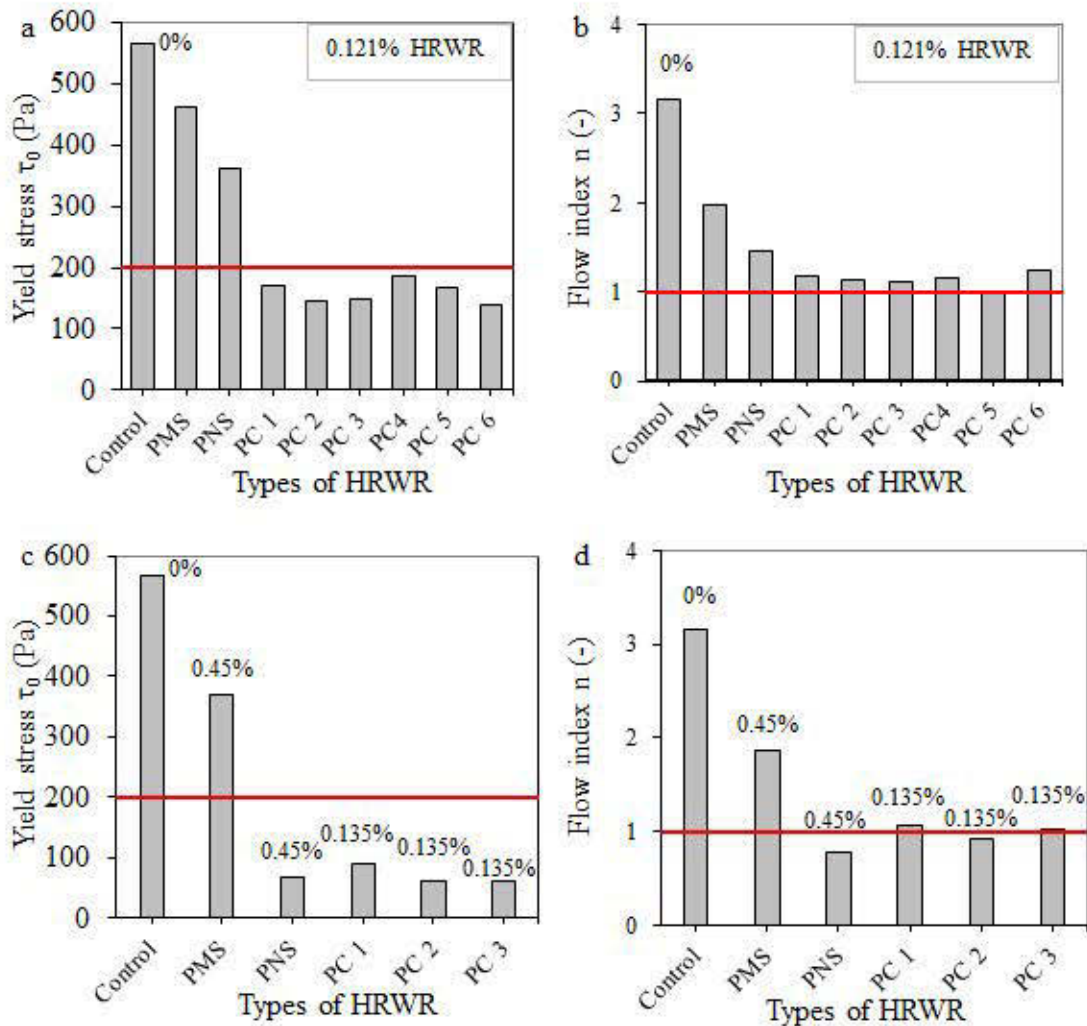 a
0%
0.121% HRWR
Yield stress τ0 (Pa)
600
500
400
300
200
100
0
Control
PMS
PNS
PC 1
PC 2
PC 3
PC4
PC 5
PC 6
Types of HRWR
b
0%
0.121% HRWR
Flow index n (-)
4
3
2
1
0
Control
PMS
PNS
PC 1
PC 2
PC 3
PC4
PC 5
PC 6
Types of HRWR
c
0%
0.45%
0.45%
0.135%
0.135%
0.135%
Yield stress τ0 (Pa)
600
500
400
300
200
100
0
Control
PMS
PNS
PC 1
PC 2
PC 3
Types of HRWR
d
0%
0.45%
0.45%
0.135%
0.135%
0.135%
Flow index n (-)
4
3
2
1
0
Control
PMS
PNS
PC 1
PC 2
PC 3
Types of HRWR